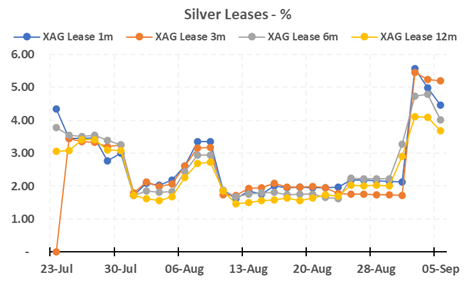 Silver Leases - %
XAG Lease 1m XAG Lease 3m XAG Lease 6m XAG Lease 12m
6.00
5.00
4.00
3.00
2.00
1.00
-
23-Jul 30-Jul 06-Aug 13-Aug 20-Aug 28-Aug 05-Sep